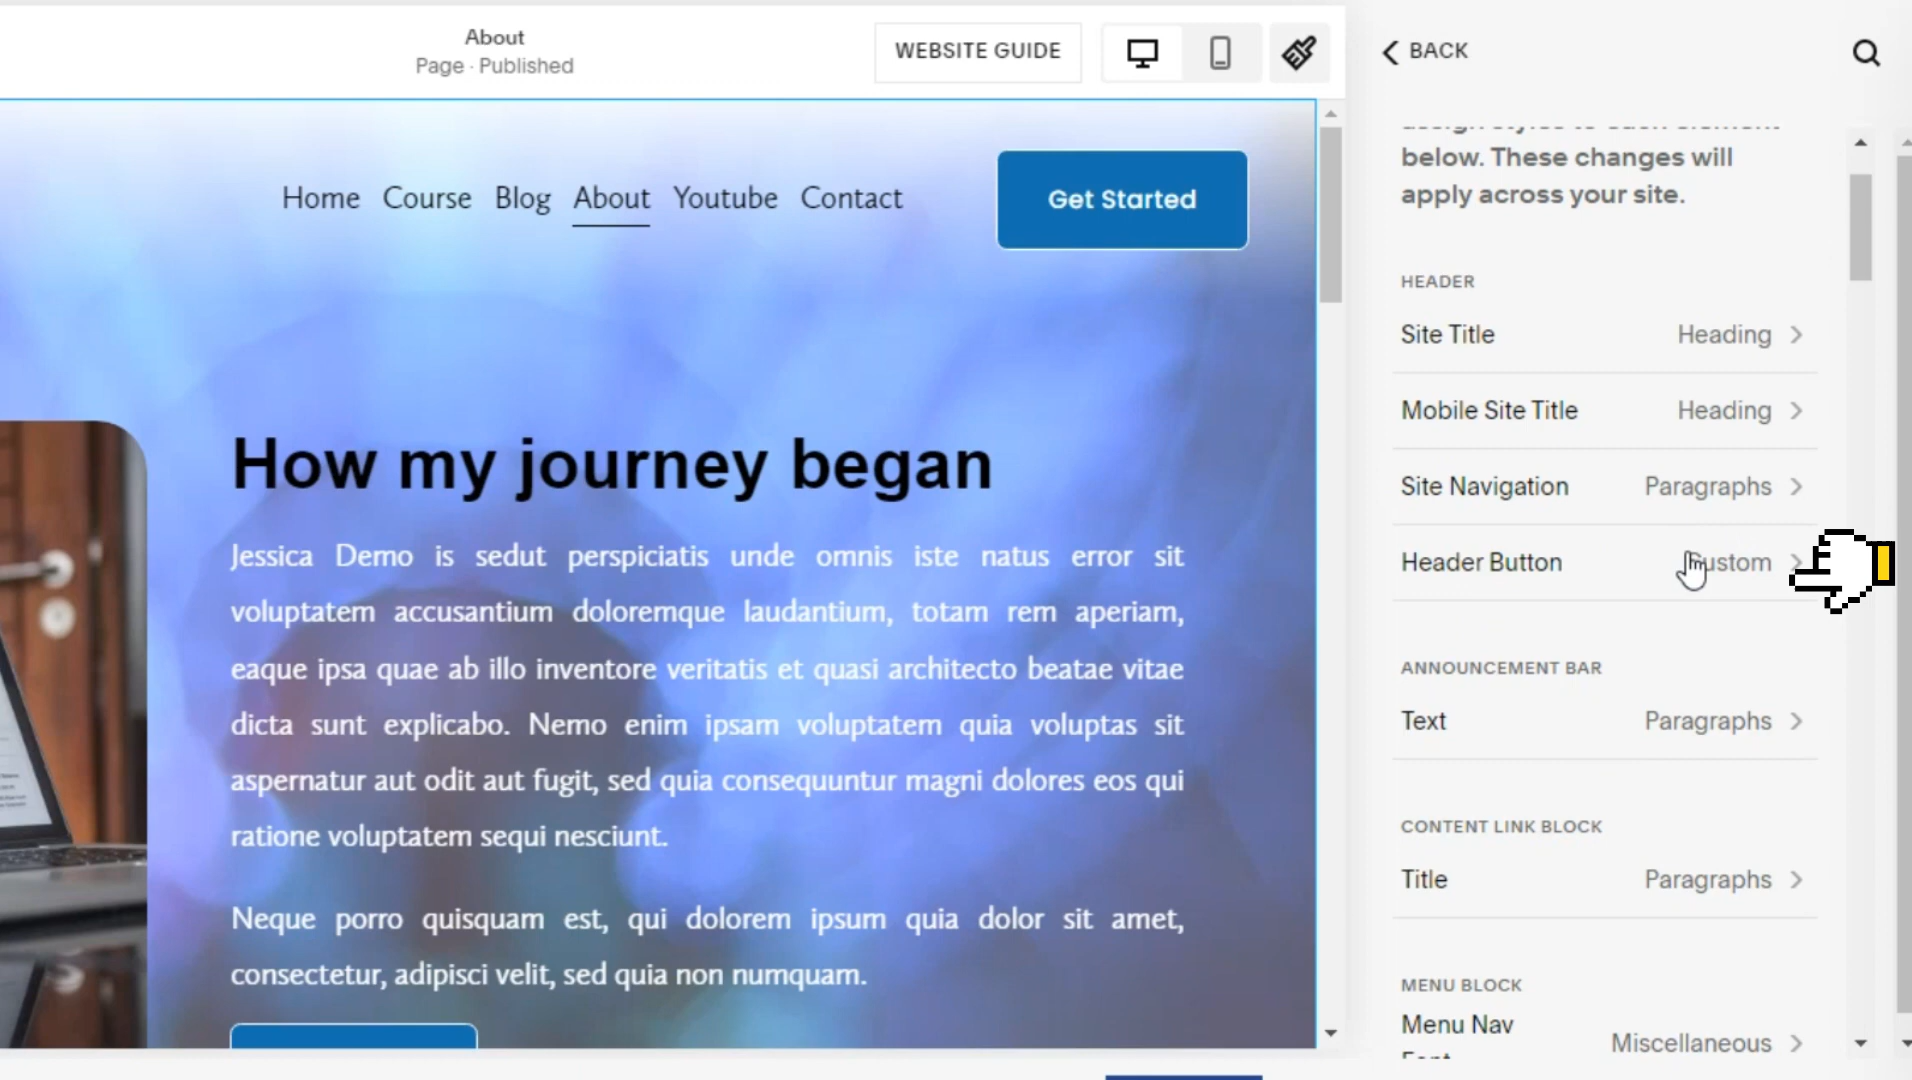 About
Page · Published
WEBSITE GUIDE
Home Course Blog About Youtube Contact
Get Started
How my journey began
Jessica Demo is sedut perspiciatis unde omnis iste natus error sit
voluptatem accusantium doloremque laudantium, totam rem aperiam,
eaque ipsa quae ab illo inventore veritatis et quasi architecto beatae vitae
dicta sunt explicabo. Nemo enim ipsam voluptatem quia voluptas sit
aspernatur aut odit aut fugit, sed quia consequuntur magni dolores eos qui
ratione voluptatem sequi nesciunt.
Neque porro quisquam est, qui dolorem ipsum quia dolor sit amet,
consectetur, adipisci velit, sed quia non numquam.
BACK
below. These changes will
apply across your site.
HEADER
Site Title Heading
Mobile Site Title Heading
Site Navigation Paragraphs
Header Button Custom
ANNOUNCEMENT BAR
Text Paragraphs
CONTENT LINK BLOCK
Title Paragraphs
MENU BLOCK
Menu Nav
Miscellaneous